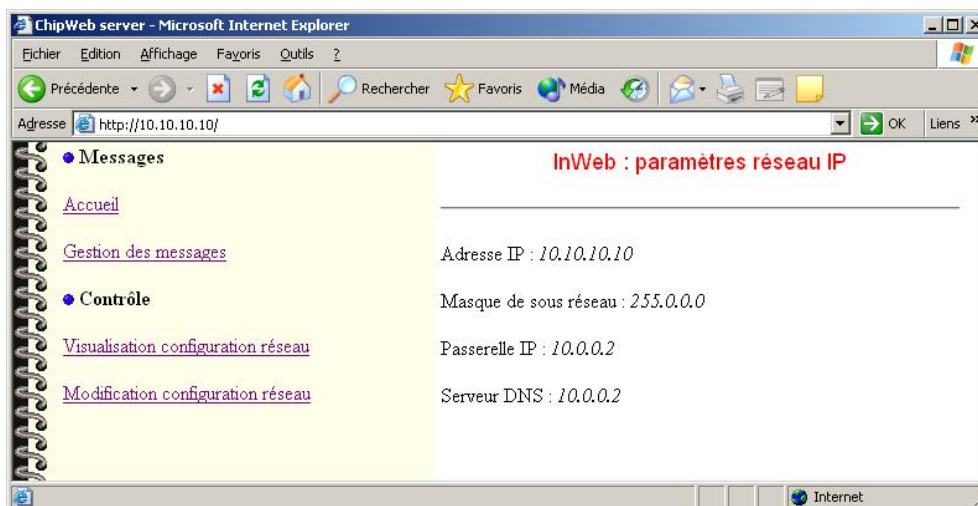 ChipWeb server - Microsoft Internet Explorer
Fichier Edition Affichage Favoris Outils ?
Précédente Rechercher Favoris Média
Adresse http://10.10.10.10/ OK Liens »
Messages
InWeb : paramètres réseau IP
Accueil
Gestion des messages
Adresse IP : 10.10.10.10
Contrôle
Masque de sous réseau : 255.0.0.0
Visualisation configuration réseau
Passerelle IP : 10.0.0.2
Modification configuration réseau
Serveur DNS : 10.0.0.2
Internet